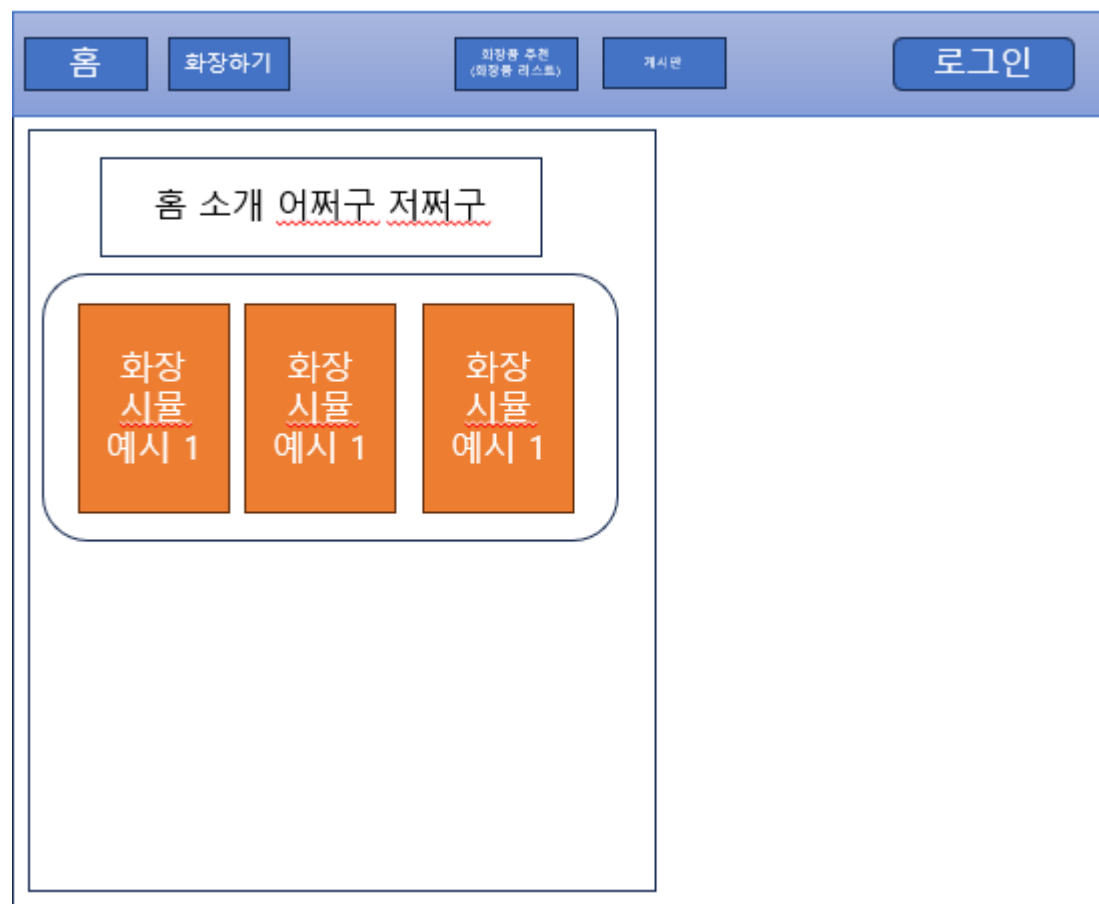 홈
화장하기
화장품 추천
(화장품 리스트)
게시판
로그인
홈 소개 어쩌구 저쩌구
화장
시뮬
예시 1
화장
시뮬
예시 1
화장
시뮬
예시 1